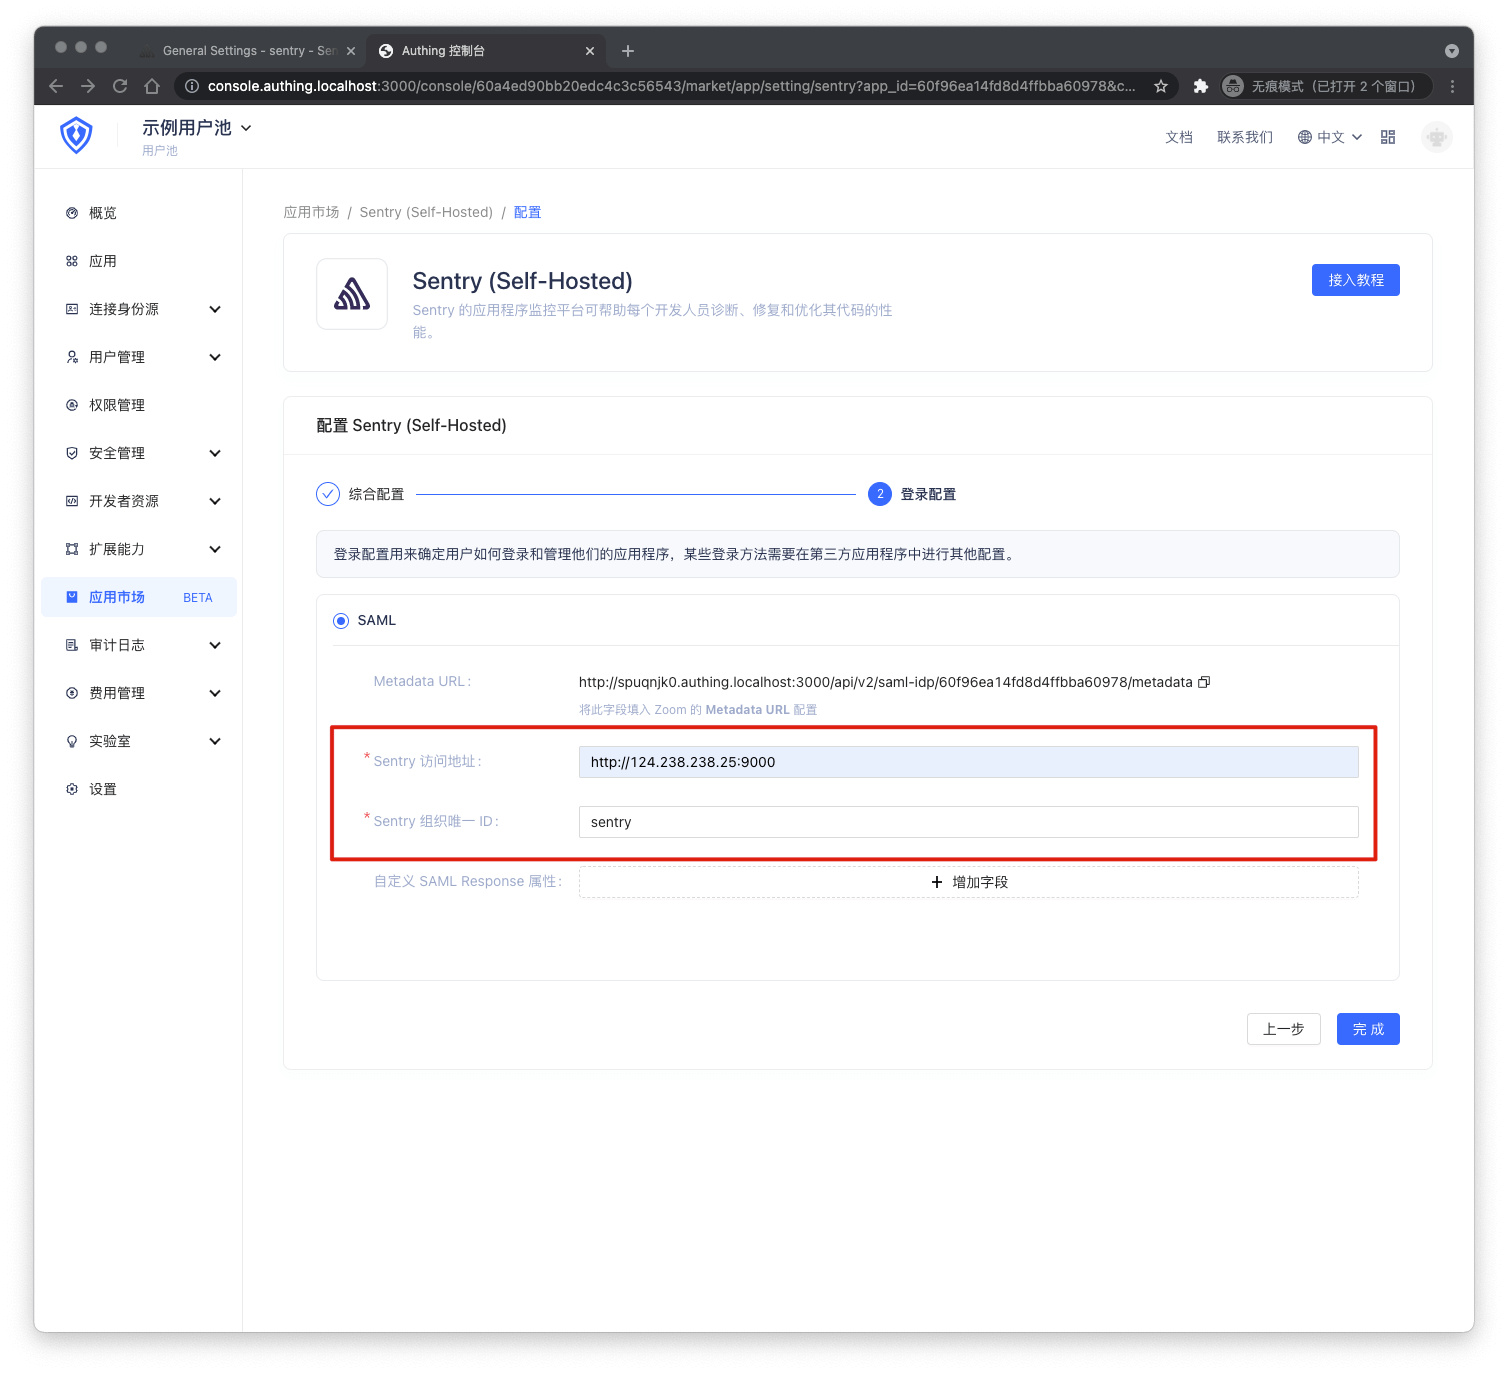 General Settings - sentry - Sen
Authing 控制台
console.authing.localhost:3000/console/60a4ed90bb20edc4c3c56543/market/app/setting/sentry?app_id=60f96ea14fd8d4ffbba60978&c...
无痕模式（已打开 2 个窗口）
示例用户池
用户池
文档
联系我们
中文
概览
应用
连接身份源
用户管理
权限管理
安全管理
开发者资源
扩展能力
应用市场 BETA
审计日志
费用管理
实验室
设置
应用市场 / Sentry (Self-Hosted) / 配置
Sentry (Self-Hosted)
Sentry 的应用程序监控平台可帮助每个开发人员诊断、修复和优化其代码的性
能。
接入教程
配置 Sentry (Self-Hosted)
综合配置
2 登录配置
登录配置用来确定用户如何登录和管理他们的应用程序，某些登录方法需要在第三方应用程序中进行其他配置。
SAML
Metadata URL: http://spuqnjk0.authing.localhost:3000/api/v2/saml-idp/60f96ea14fd8d4ffbba60978/metadata
将此字段填入 Zoom 的 Metadata URL 配置
* Sentry 访问地址: http://124.238.238.25:9000
* Sentry 组织唯一 ID: sentry
自定义 SAML Response 属性: + 增加字段
上一步
完 成